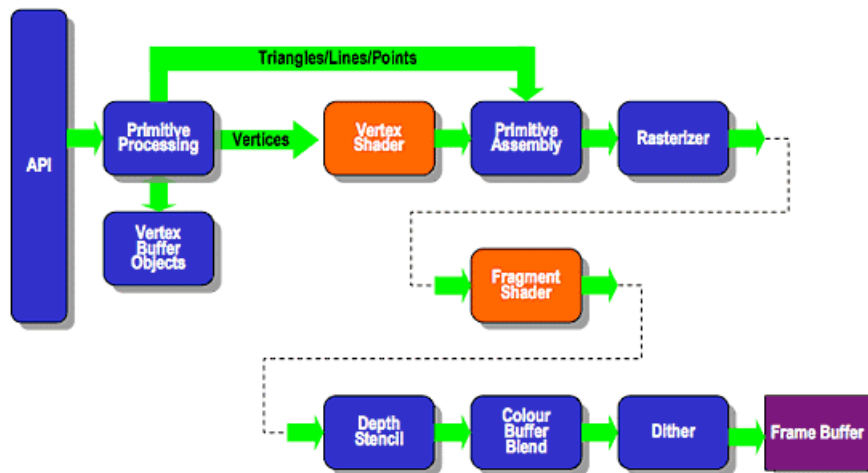 Triangles/Lines/Points
API
Primitive
Processing
Vertices
Vertex
Shader
Primitive
Assembly
Rasterizer
Vertex
Buffer
Objects
Fragment
Shader
Depth
Stencil
Colour
Buffer
Blend
Dither
Frame Buffer